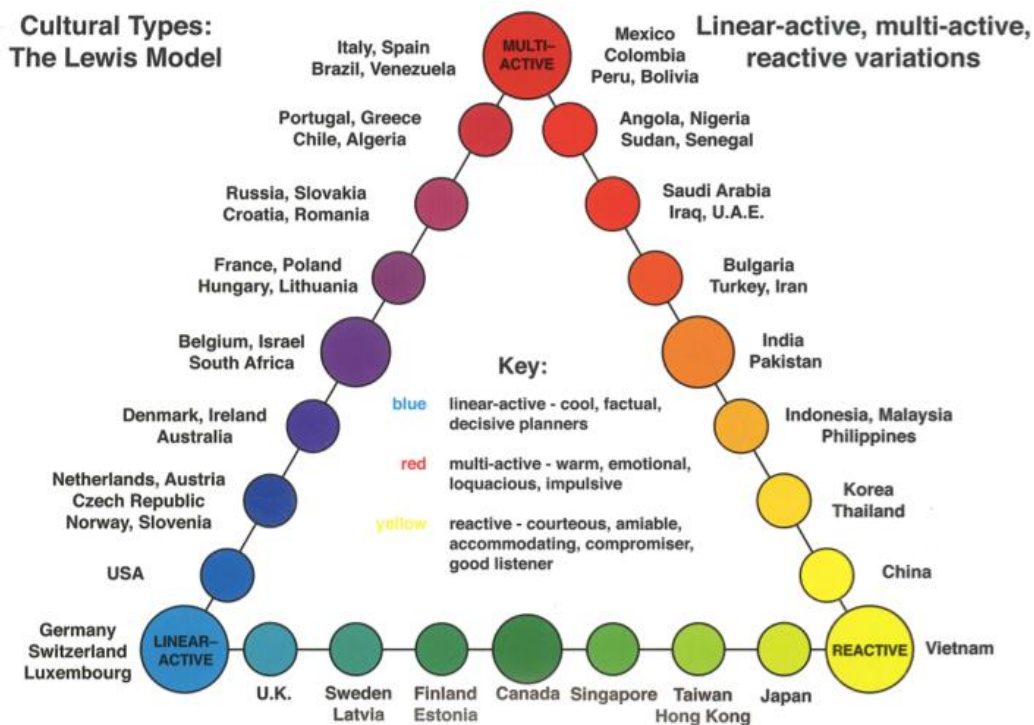 Cultural Types:
The Lewis Model
Linear-active, multi-active,
reactive variations
MULTI–
ACTIVE
Italy, Spain
Brazil, Venezuela
Mexico
Colombia
Peru, Bolivia
Portugal, Greece
Chile, Algeria
Angola, Nigeria
Sudan, Senegal
Russia, Slovakia
Croatia, Romania
Saudi Arabia
Iraq, U.A.E.
France, Poland
Hungary, Lithuania
Bulgaria
Turkey, Iran
Belgium, Israel
South Africa
India
Pakistan
Key:
blue linear-active - cool, factual,
decisive planners
red multi-active - warm, emotional,
loquacious, impulsive
yellow reactive - courteous, amiable,
accommodating, compromiser,
good listener
Denmark, Ireland
Australia
Indonesia, Malaysia
Philippines
Netherlands, Austria
Czech Republic
Norway, Slovenia
Korea
Thailand
USA
China
Germany
Switzerland
Luxembourg
LINEAR–
ACTIVE
REACTIVE
Vietnam
U.K.
Sweden
Latvia
Finland
Estonia
Canada
Singapore
Taiwan
Hong Kong
Japan